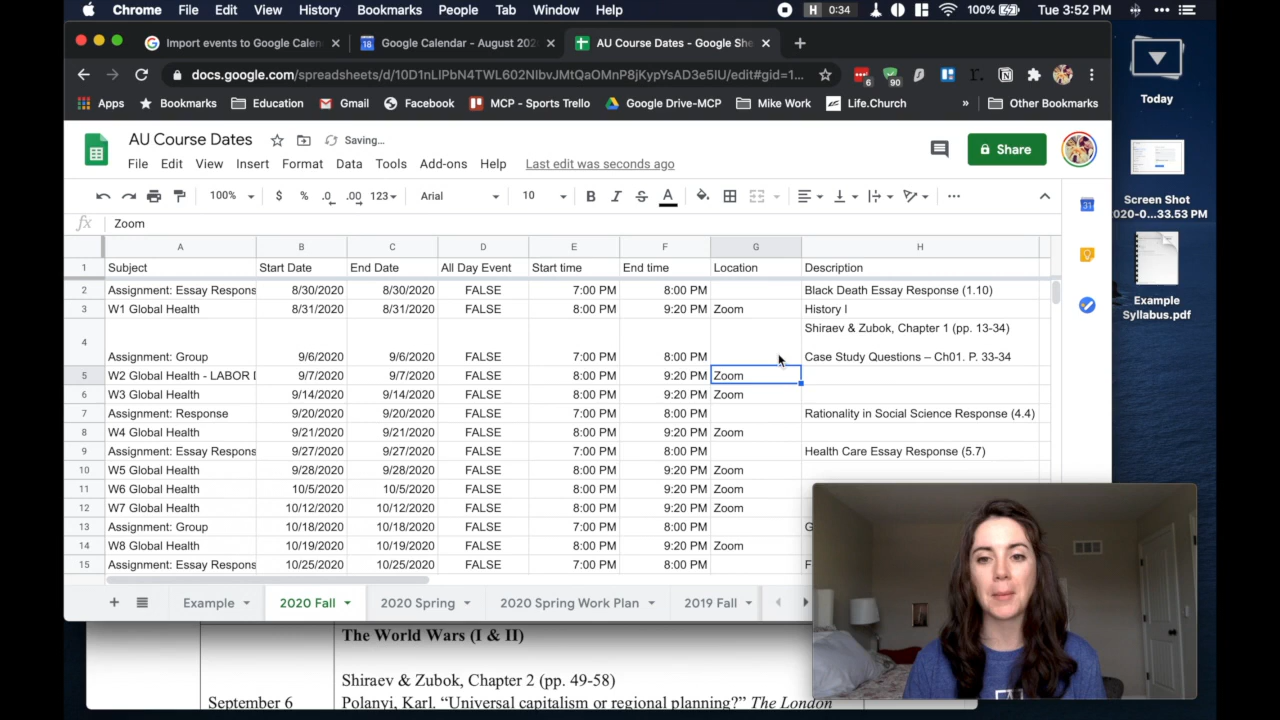 Chrome File Edit View History Bookmarks People Tab Window Help H 0:34 100% Tue 3:52 PM
Import events to Google Calen
Google Calendar - August 202
AU Course Dates - Google She
docs.google.com/spreadsheets/d/10D1nLlPbN4TWL602NIbvJMtQaOMnP8jKypYsAD3e5IU/edit#gid=1... 6 90
Apps Bookmarks Education Gmail Facebook MCP - Sports Trello Google Drive-MCP Mike Work Life.Church » Other Bookmarks
AU Course Dates Saving...
File Edit View Insert Format Data Tools Add-ons Help Last edit was seconds ago
Share
100% $ % .0 .00 123 Arial 10 B I S A ...
fx Zoom
A B C D E F G H
1 Subject Start Date End Date All Day Event Start time End time Location Description
2 Assignment: Essay Respons 8/30/2020 8/30/2020 FALSE 7:00 PM 8:00 PM Black Death Essay Response (1.10)
3 W1 Global Health 8/31/2020 8/31/2020 FALSE 8:00 PM 9:20 PM Zoom History I
Shiraev & Zubok, Chapter 1 (pp. 13-34)
4 Assignment: Group 9/6/2020 9/6/2020 FALSE 7:00 PM 8:00 PM Case Study Questions – Ch01. P. 33-34
5 W2 Global Health - LABOR 9/7/2020 9/7/2020 FALSE 8:00 PM 9:20 PM Zoom
6 W3 Global Health 9/14/2020 9/14/2020 FALSE 8:00 PM 9:20 PM Zoom
7 Assignment: Response 9/20/2020 9/20/2020 FALSE 7:00 PM 8:00 PM Rationality in Social Science Response (4.4)
8 W4 Global Health 9/21/2020 9/21/2020 FALSE 8:00 PM 9:20 PM Zoom
9 Assignment: Essay Respons 9/27/2020 9/27/2020 FALSE 7:00 PM 8:00 PM Health Care Essay Response (5.7)
10 W5 Global Health 9/28/2020 9/28/2020 FALSE 8:00 PM 9:20 PM Zoom
11 W6 Global Health 10/5/2020 10/5/2020 FALSE 8:00 PM 9:20 PM Zoom
12 W7 Global Health 10/12/2020 10/12/2020 FALSE 8:00 PM 9:20 PM Zoom
13 Assignment: Group 10/18/2020 10/18/2020 FALSE 7:00 PM 8:00 PM
14 W8 Global Health 10/19/2020 10/19/2020 FALSE 8:00 PM 9:20 PM Zoom
15 Assignment: Essay Respons 10/25/2020 10/25/2020 FALSE 7:00 PM 8:00 PM
Example 2020 Fall 2020 Spring 2020 Spring Work Plan 2019 Fall
The World Wars (I & II)
Shiraev & Zubok, Chapter 2 (pp. 49-58)
September 6 Polanyi, Karl. “Universal capitalism or regional planning?” The London
Today
Screen Shot
020-0...33.53 PM
Example
Syllabus.pdf